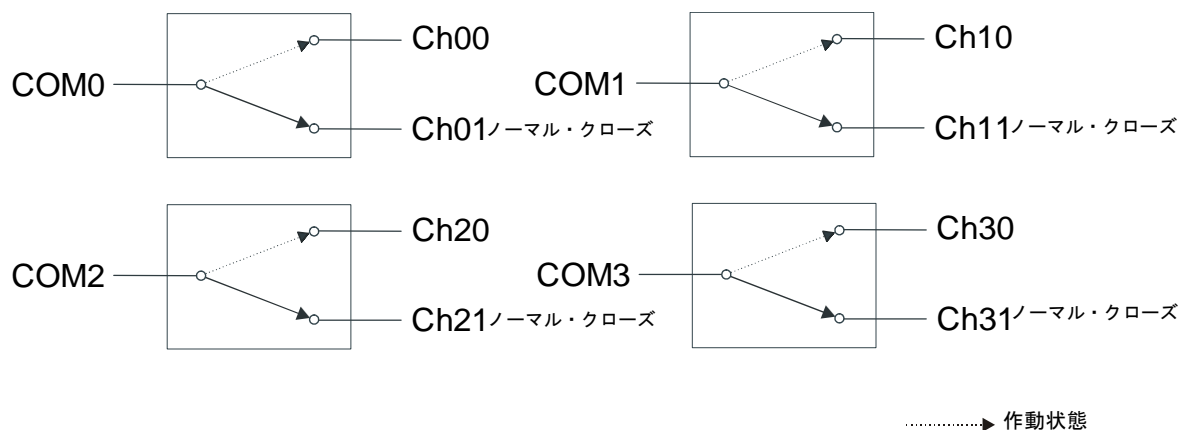 COM0
Ch00
Ch01ノーマル・クローズ
COM1
Ch10
Ch11ノーマル・クローズ
COM2
Ch20
Ch21ノーマル・クローズ
COM3
Ch30
Ch31ノーマル・クローズ
作動状態